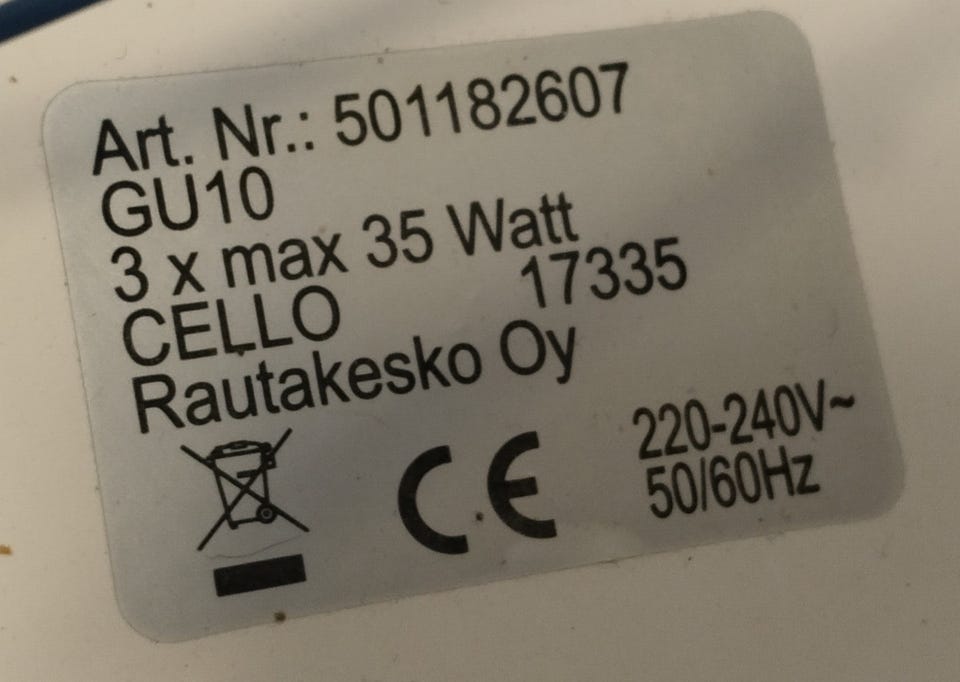 Art. Nr.: 501182607
GU10
3 x max 35 Watt
CELLO 17335
Rautakesko Oy
CE
220-240V~
50/60Hz